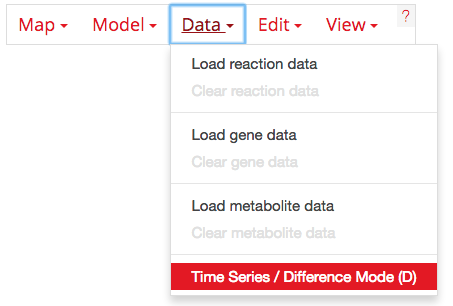 Map Model Data Edit View ?
Load reaction data
Clear reaction data
Load gene data
Clear gene data
Load metabolite data
Clear metabolite data
Time Series / Difference Mode (D)